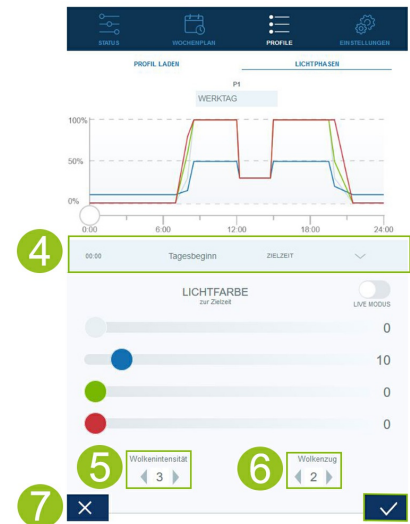 STATUS WOCHENPLAN PROFILE EINSTELLUNGEN
PROFIL LADEN LICHTPHASEN
P1
WERKTAG
100%
50%
0%
0:00 6:00 12:00 18:00 24:00
4 00:00 Tagesbeginn ZIELZEIT
LICHTFARBE
zur Zielzeit
LIVE MODUS
0
10
0
0
5 Wolkenintensität 3
6 Wolkenzug 2
7